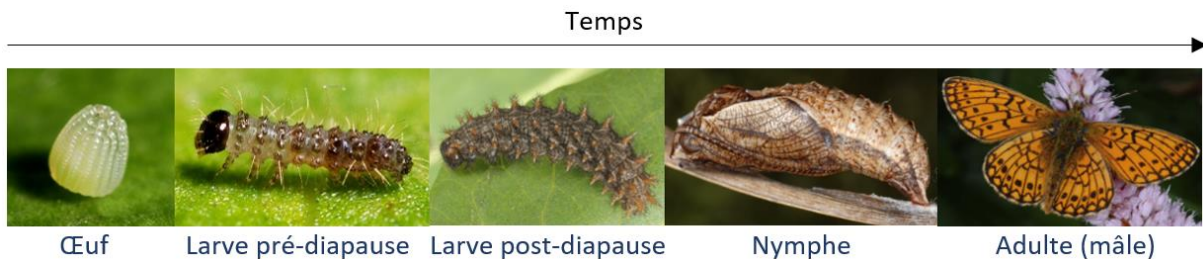 Temps
Œuf
Larve pré-diapause
Larve post-diapause
Nymphe
Adulte (mâle)